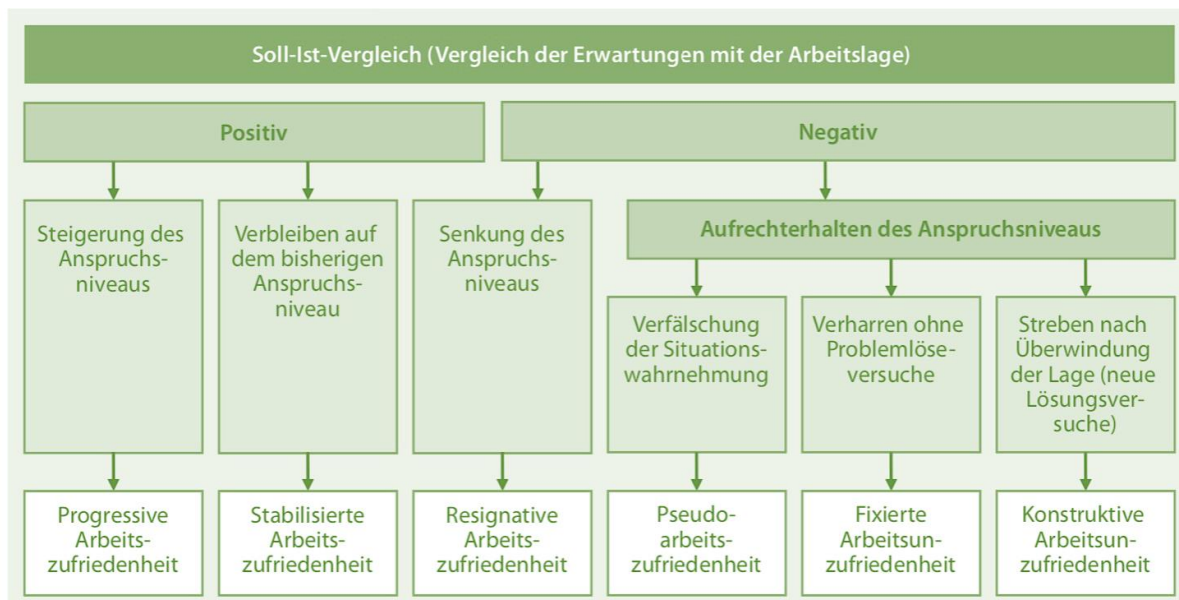 Soll-Ist-Vergleich (Vergleich der Erwartungen mit der Arbeitslage)
Positiv
Negativ
Steigerung des
Anspruchs-
niveaus
Verbleiben auf
dem bisherigen
Anspruchs-
niveau
Senkung des
Anspruchs-
niveaus
Aufrechterhalten des Anspruchsniveaus
Verfälschung
der Situations-
wahrnehmung
Verharren ohne
Problemlöse-
versuche
Streben nach
Überwindung
der Lage (neue
Lösungsver-
suche)
Progressive
Arbeits-
zufriedenheit
Stabilisierte
Arbeits-
zufriedenheit
Resignative
Arbeits-
zufriedenheit
Pseudo-
arbeits-
zufriedenheit
Fixierte
Arbeitsun-
zufriedenheit
Konstruktive
Arbeitsun-
zufriedenheit